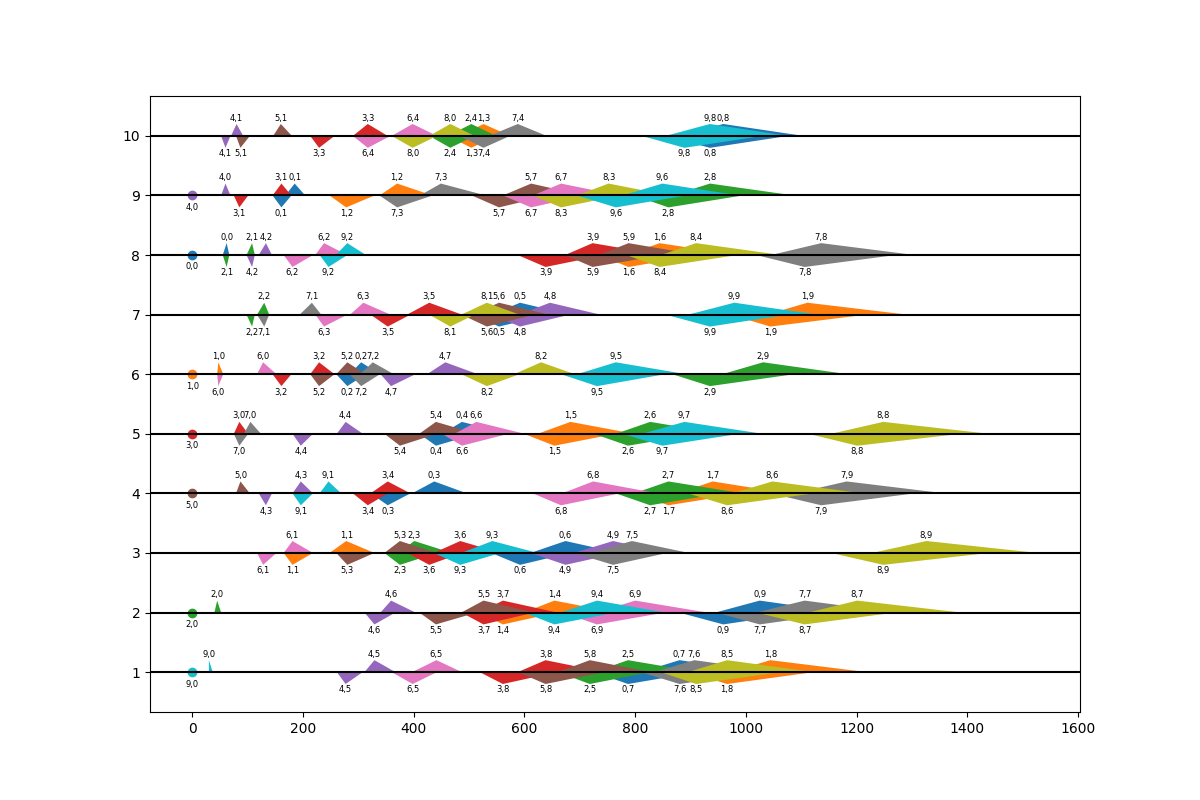 4,1 5,1 3,3 6,4 8,0 2,4 1,3 7,4 9,8 0,8
10
4,1 5,1 3,3 6,4 8,0 2,4 1,3 7,4 9,8 0,8
4,0 3,1 0,1 1,2 7,3 5,7 6,7 8,3 9,6 2,8
9
4,0 3,1 0,1 1,2 7,3 5,7 6,7 8,3 9,6 2,8
0,0 2,1 4,2 6,2 9,2 3,9 5,9 1,6 8,4 7,8
8
0,0 2,1 4,2 6,2 9,2 3,9 5,9 1,6 8,4 7,8
2,2 7,1 6,3 3,5 8,1 5,6 0,5 4,8 9,9 1,9
7
2,2 7,1 6,3 3,5 8,1 5,6 0,5 4,8 9,9 1,9
1,0 6,0 3,2 5,2 0,2 7,2 4,7 8,2 9,5 2,9
6
1,0 6,0 3,2 5,2 0,2 7,2 4,7 8,2 9,5 2,9
3,0 7,0 4,4 5,4 0,4 6,6 1,5 2,6 9,7 8,8
5
3,0 7,0 4,4 5,4 0,4 6,6 1,5 2,6 9,7 8,8
5,0 4,3 9,1 3,4 0,3 6,8 2,7 1,7 8,6 7,9
4
5,0 4,3 9,1 3,4 0,3 6,8 2,7 1,7 8,6 7,9
6,1 1,1 5,3 2,3 3,6 9,3 0,6 4,9 7,5 8,9
3
6,1 1,1 5,3 2,3 3,6 9,3 0,6 4,9 7,5 8,9
2,0 4,6 5,5 3,7 1,4 9,4 6,9 0,9 7,7 8,7
2
2,0 4,6 5,5 3,7 1,4 9,4 6,9 0,9 7,7 8,7
9,0 4,5 6,5 3,8 5,8 2,5 0,7 7,6 8,5 1,8
1
9,0 4,5 6,5 3,8 5,8 2,5 0,7 7,6 8,5 1,8
0 200 400 600 800 1000 1200 1400 1600